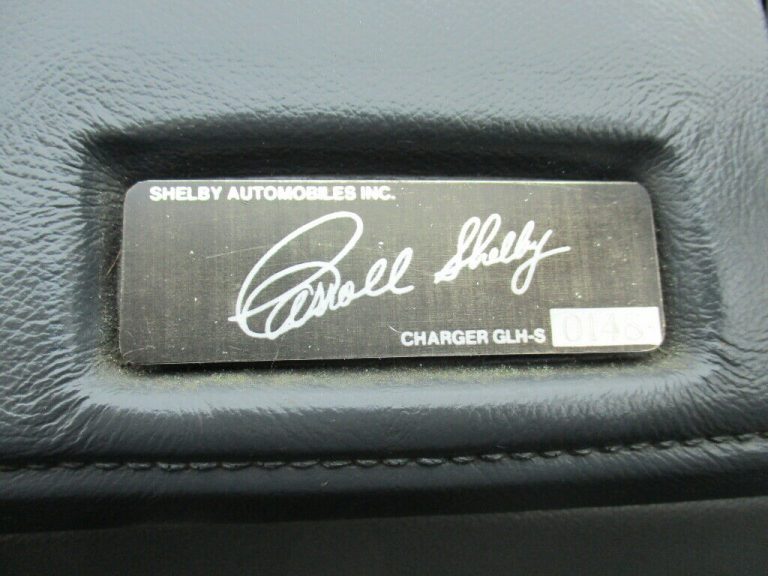 SHELBY AUTOMOBILES INC.
Carroll Shelby
CHARGER GLH-S 0148